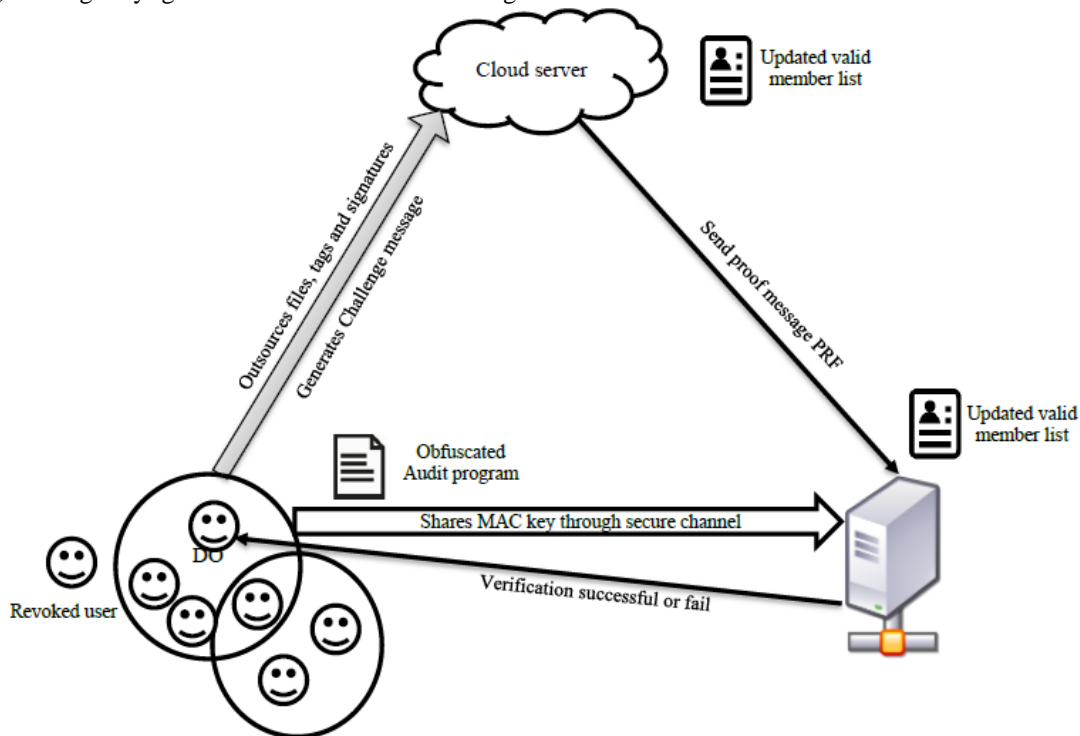 Cloud server
Updated valid
member list
Outsources files, tags and signatures
Generates Challenge message
Send proof message PRF
Updated valid
member list
Obfuscated
Audit program
Shares MAC key through secure channel
DO
Verification successful or fail
Revoked user